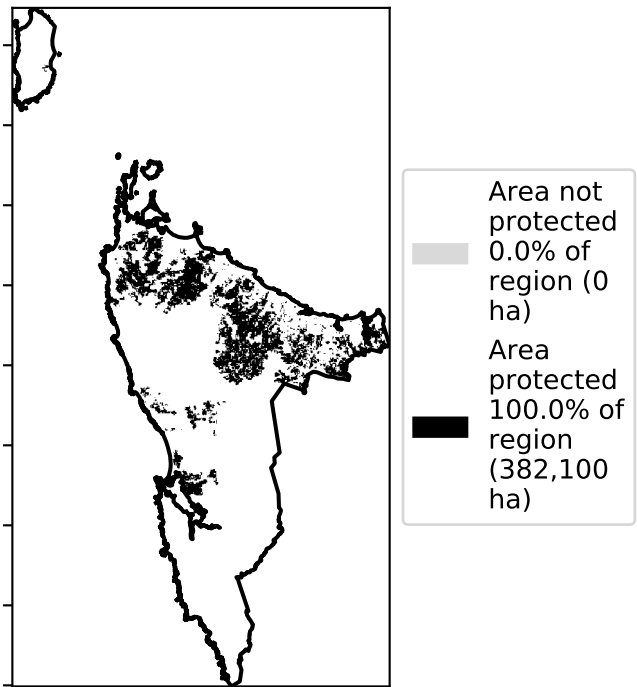 Area not
protected
0.0% of
region (0
ha)
Area
protected
100.0% of
region
(382,100
ha)